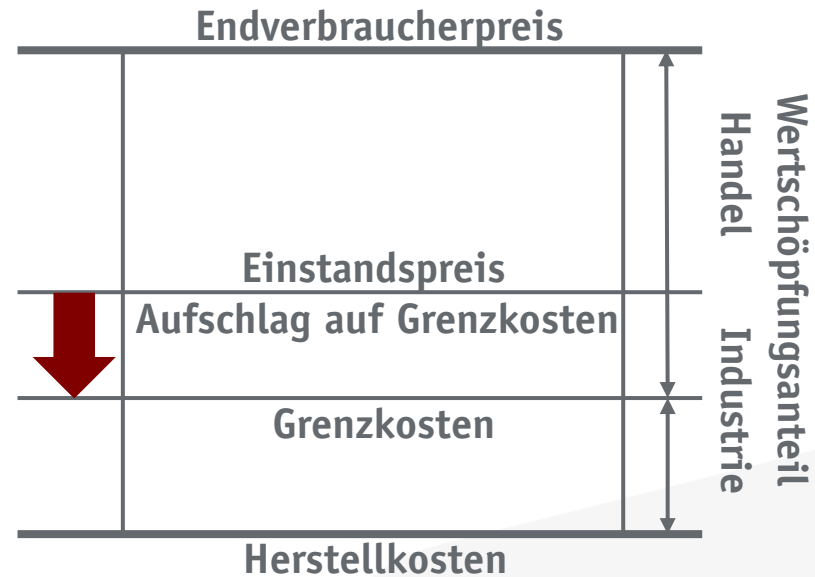 Endverbraucherpreis
Einstandspreis
Aufschlag auf Grenzkosten
Grenzkosten
Herstellkosten
Handel
Industrie
Wertschöpfungsanteil